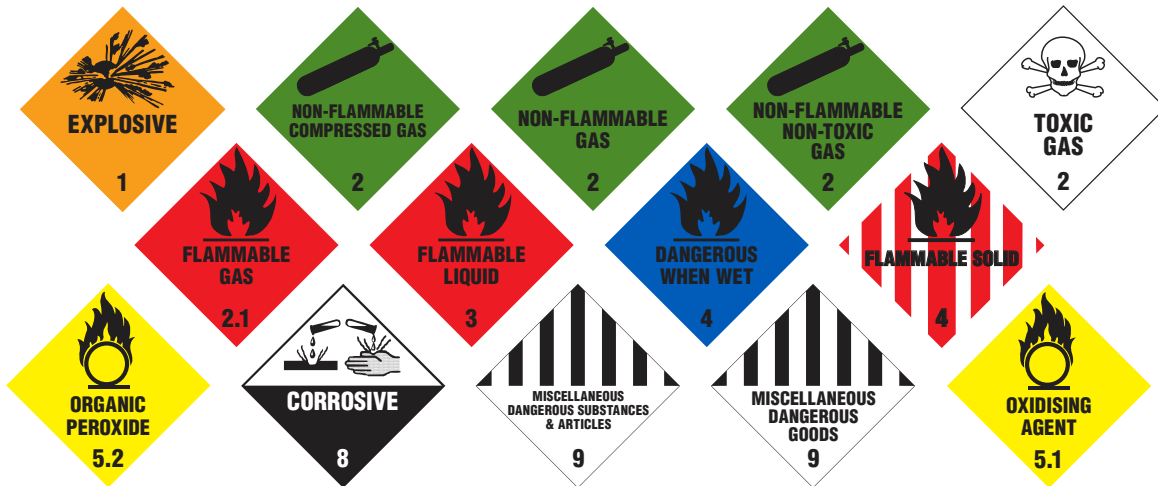 EXPLOSIVE
1
NON-FLAMMABLE
COMPRESSED GAS
2
NON-FLAMMABLE
GAS
2
NON-FLAMMABLE
NON-TOXIC
GAS
2
TOXIC
GAS
2
FLAMMABLE
GAS
2.1
FLAMMABLE
LIQUID
3
DANGEROUS
WHEN WET
4
FLAMMABLE SOLID
4
ORGANIC
PEROXIDE
5.2
CORROSIVE
8
MISCELLANEOUS
DANGEROUS SUBSTANCES
& ARTICLES
9
MISCELLANEOUS
DANGEROUS
GOODS
9
OXIDISING
AGENT
5.1